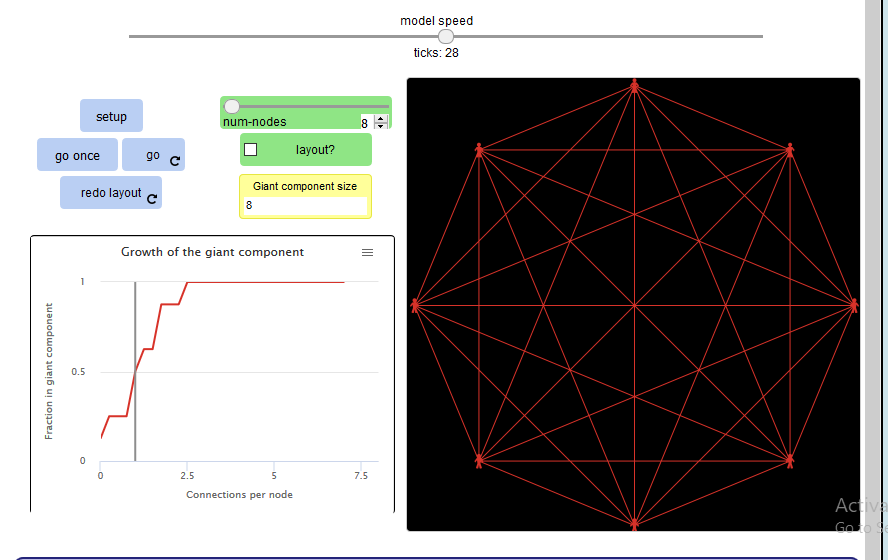 model speed
ticks: 28
setup
go once
go
redo layout
num-nodes
8
layout?
Giant component size
8
Growth of the giant component
Fraction in giant component
1
0.5
0
0
2.5
5
7.5
Connections per node
Activa
Go to Se